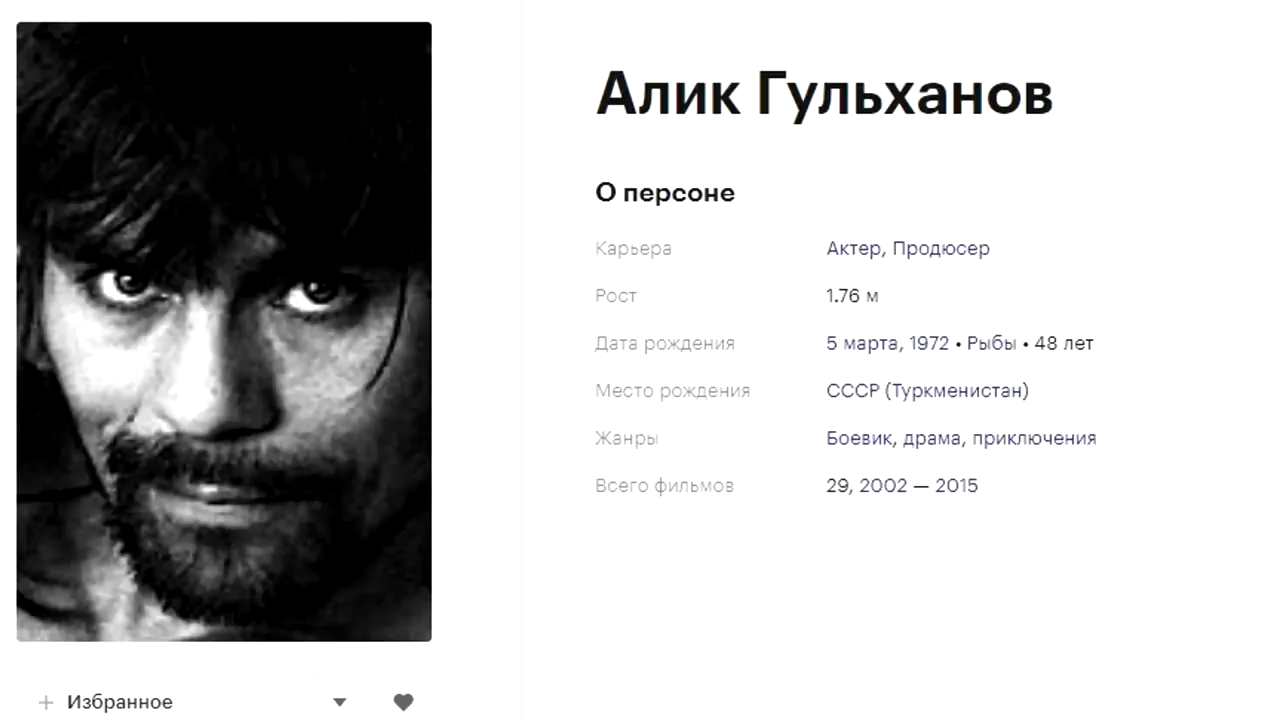 Алик Гульханов
О персоне
Карьера Актер, Продюсер
Рост 1.76 м
Дата рождения 5 марта, 1972 • Рыбы • 48 лет
Место рождения СССР (Туркменистан)
Жанры Боевик, драма, приключения
Всего фильмов 29, 2002 — 2015
+ Избранное